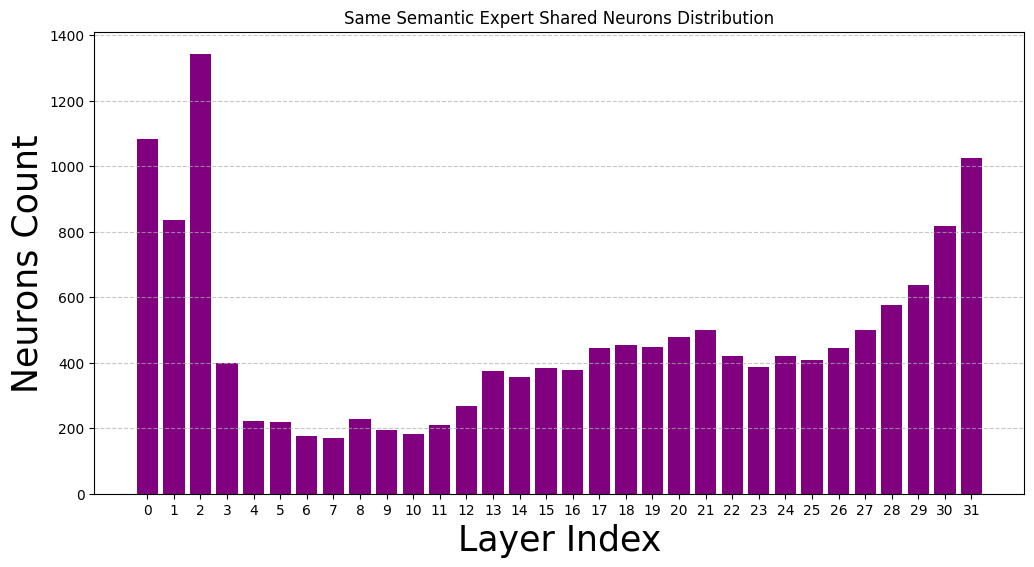 Same Semantic Expert Shared Neurons Distribution
Neurons Count
1400
1200
1000
800
600
400
200
0
0 1 2 3 4 5 6 7 8 9 10 11 12 13 14 15 16 17 18 19 20 21 22 23 24 25 26 27 28 29 30 31
Layer Index